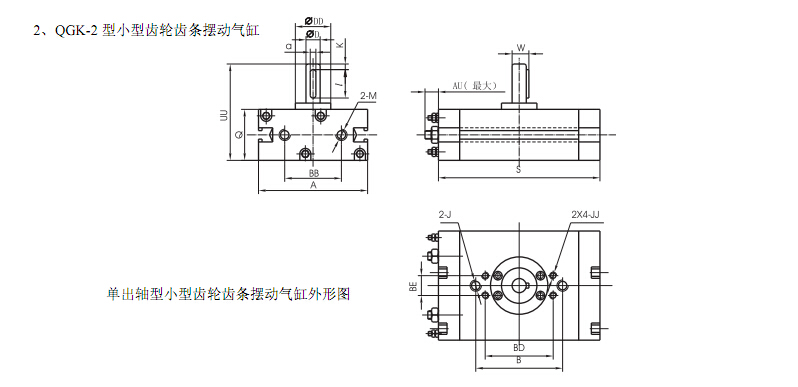 2、QGK-2 型小型齿轮齿条摆动气缸
ØDD
ØD
a
K
l
UU
Q
2-M
BB
A
W
AU( 最大)
S
2-J
2X4-JJ
BE
BD
B
单出轴型小型齿轮齿条摆动气缸外形图